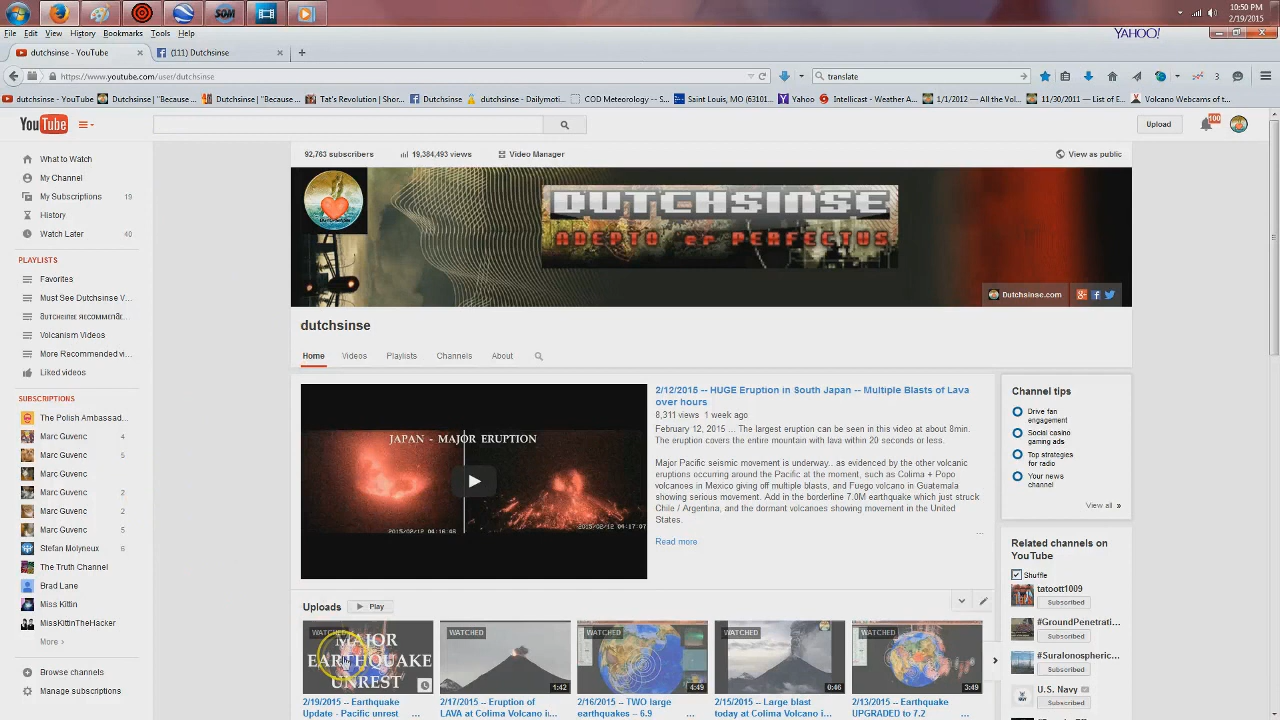 10:50 PM
2/19/2015
File Edit View History Bookmarks Tools Help
YAHOO!
dutchsinse - YouTube
(111) Dutchsinse
https://www.youtube.com/user/dutchsinse
translate
3
dutchsinse - YouTube
Dutchsinse | "Because ...
Dutchsinse | "Because ...
r3 Revolution | Shor...
Dutchsinse
dutchsinse - Dailymoti...
COD Meteorology -- S...
Saint Louis, MO (63101...
Yahoo
Intellicast - Weather A...
1/1/2012 — All the Vol...
11/30/2011 — List of E...
Volcano Webcams of t...
YouTube
Upload
100
92,763 subscribers
19,384,493 views
Video Manager
View as public
What to Watch
My Channel
My Subscriptions 19
History
Watch Later 40
PLAYLISTS
Favorites
Must See Dutchsinse V...
Volcanism Videos
More Recommended vi...
Liked videos
SUBSCRIPTIONS
The Polish Ambassad...
Marc Guvenc 4
Marc Guvenc 5
Marc Guvenc
Marc Guvenc 2
Marc Guvenc 2
Marc Guvenc 5
Stefan Molyneux 6
The Truth Channel
Brad Lane
Miss Kittin
MissKittinTheHacker
More ›
Browse channels
Manage subscriptions
DUTCHSINSE
ADEPTO er PERFECTUS
Dutchsinse.com
dutchsinse
Home Videos Playlists Channels About
JAPAN - MAJOR ERUPTION
2015/02/12 04:16:46
2015/02/12 04:17:07
2/12/2015 -- HUGE Eruption in South Japan -- Multiple Blasts of Lava
over hours
8,311 views 1 week ago
February 12, 2015 ... The largest eruption can be seen in this video at about 8min.
The eruption covers the entire mountain with lava within 20 seconds or less.
Major Pacific seismic movement is underway.. as evidenced by the other volcanic
eruptions occurring around the Pacific at the moment, such as Colima + Popo
volcanoes in Mexico giving off multiple blasts, and Fuego volcano in Guatemala
showing serious movement. Add in the borderline 7.0M earthquake which just struck
Chile / Argentina, and the dormant volcanoes showing movement in the United
States.
...
Read more
Channel tips
Drive fan
engagement
Social casino
gaming ads
Top strategies
for radio
Your news
channel
View all »
Related channels on
YouTube
Shuffle
tatoott1009
Subscribed
#GroundPenetrati...
Subscribed
#SuraIonospheric...
Subscribed
U.S. Navy
Subscribed
Uploads Play
WATCHED
MAJOR
EARTHQUAKE
UNREST
2/19/2015 -- Earthquake
Update - Pacific unrest ...
WATCHED
1:42
2/17/2015 -- Eruption of
LAVA at Colima Volcano i...
WATCHED
4:49
2/16/2015 -- TWO large
earthquakes – 6.9 ...
WATCHED
0:46
2/15/2015 -- Large blast
today at Colima Volcano i...
WATCHED
3:49
2/13/2015 -- Earthquake
UPGRADED to 7.2 ...